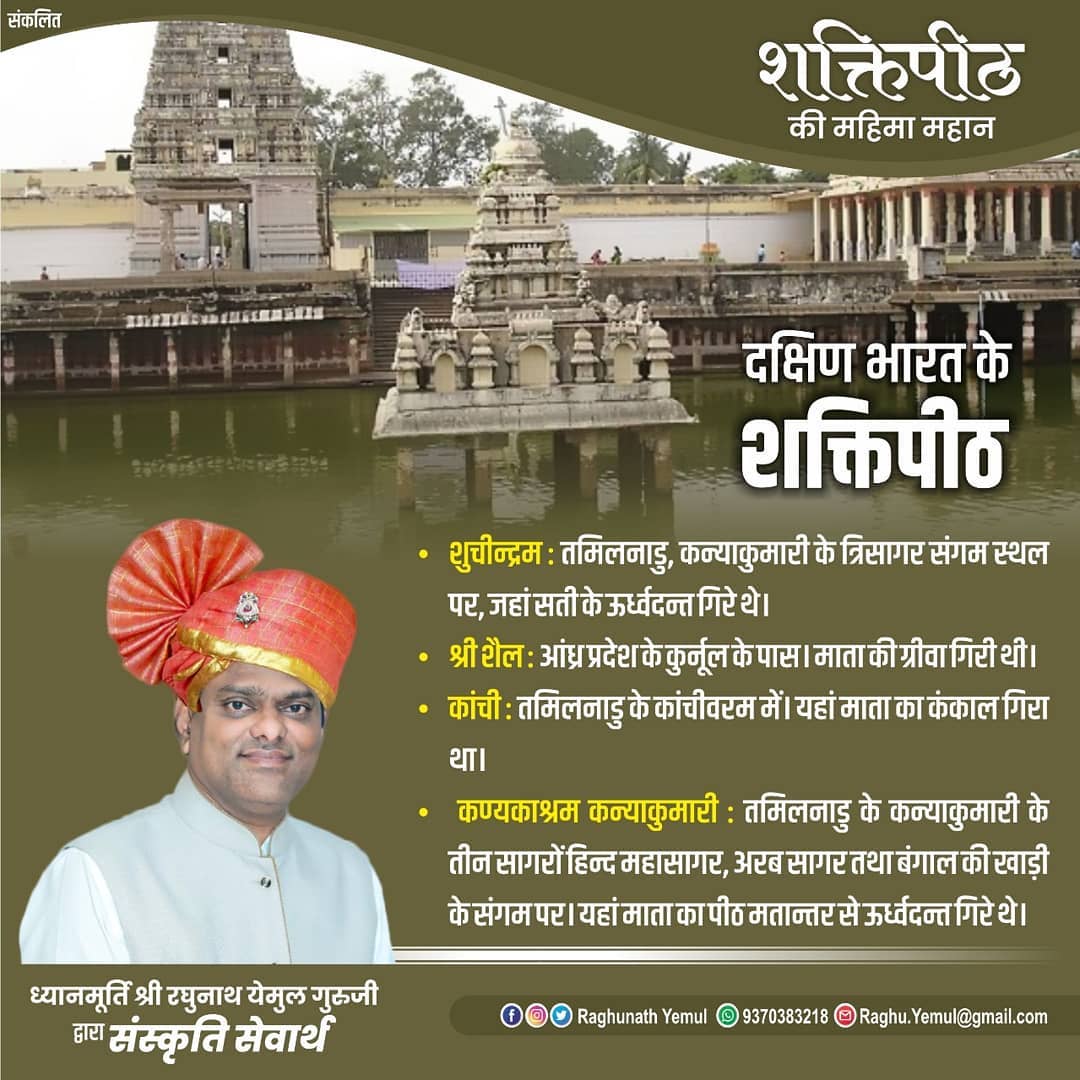 संकलित
शक्तिपीठ
की महिमा महान
दक्षिण भारत के
शक्तिपीठ
• शुचीन्द्रम : तमिलनाडु, कन्याकुमारी के त्रिसागर संगम स्थल
पर, जहां सती के ऊर्ध्वदन्त गिरे थे।
• श्री शैल : आंध्र प्रदेश के कुर्नूल के पास। माता की ग्रीवा गिरी थी।
• कांची : तमिलनाडु के कांचीवरम में। यहां माता का कंकाल गिरा
था।
• कण्यकाश्रम कन्याकुमारी : तमिलनाडु के कन्याकुमारी के
तीन सागरों हिन्द महासागर, अरब सागर तथा बंगाल की खाड़ी
के संगम पर। यहां माता का पीठ मतान्तर से ऊर्ध्वदन्त गिरे थे।
ध्यानमूर्ति श्री रघुनाथ येमुल गुरुजी
द्वारा संस्कृति सेवार्थ
Raghunath Yemul 9370383218 Raghu.Yemul@gmail.com